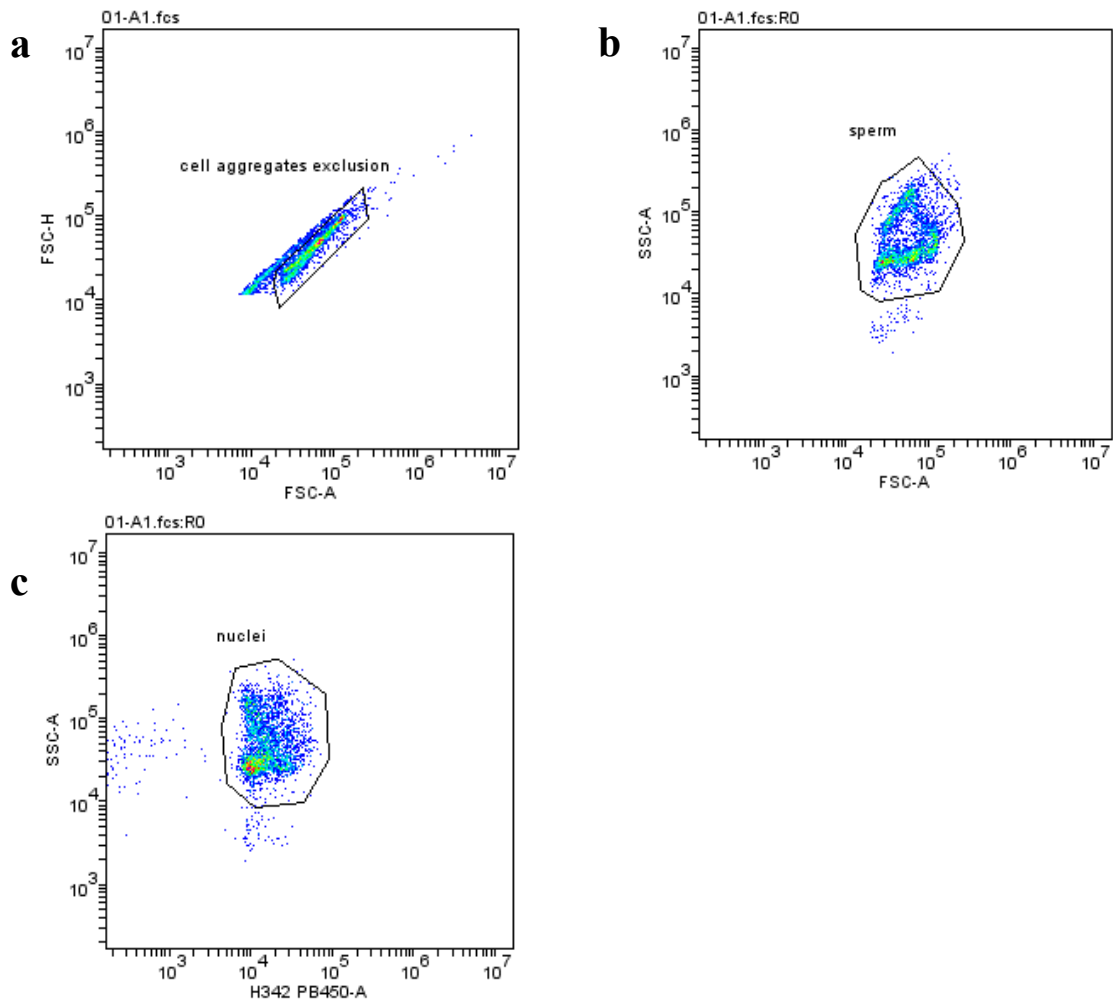 a
01-A1.fcs
cell aggregates exclusion
FSC-H
10^7
10^6
10^5
10^4
10^3
10^3 10^4 10^5 10^6 10^7
FSC-A
b
01-A1.fcs:R0
sperm
SSC-A
10^7
10^6
10^5
10^4
10^3
10^3 10^4 10^5 10^6 10^7
FSC-A
c
01-A1.fcs:R0
nuclei
SSC-A
10^7
10^6
10^5
10^4
10^3
10^3 10^4 10^5 10^6 10^7
H342 PB450-A